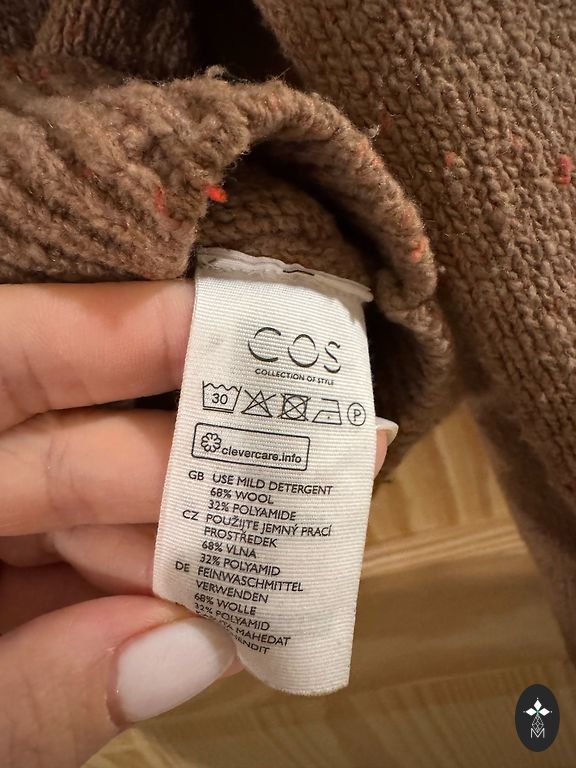 COS
COLLECTION OF STYLE
30
P
clevercare.info
GB USE MILD DETERGENT
68% WOOL
32% POLYAMIDE
CZ POUŽIJTE JEMNÝ PRACÍ
PROSTŘEDEK
68% VLNA
32% POLYAMID
DE FEINWASCHMITTEL
VERWENDEN
68% WOLLE
32% POLYAMID
MAHEDAT
M